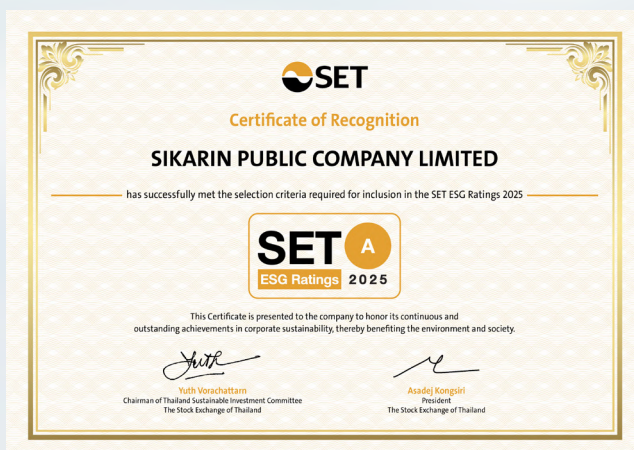 SET
Certificate of Recognition
SIKARIN PUBLIC COMPANY LIMITED
has successfully met the selection criteria required for inclusion in the SET ESG Ratings 2025
SET A
ESG Ratings 2025
This Certificate is presented to the company to honor its continuous and
outstanding achievements in corporate sustainability, thereby benefiting the environment and society.
Yuth
Yuth Vorachattarn
Chairman of Thailand Sustainable Investment Committee
The Stock Exchange of Thailand
Asadej Kongsiri
President
The Stock Exchange of Thailand